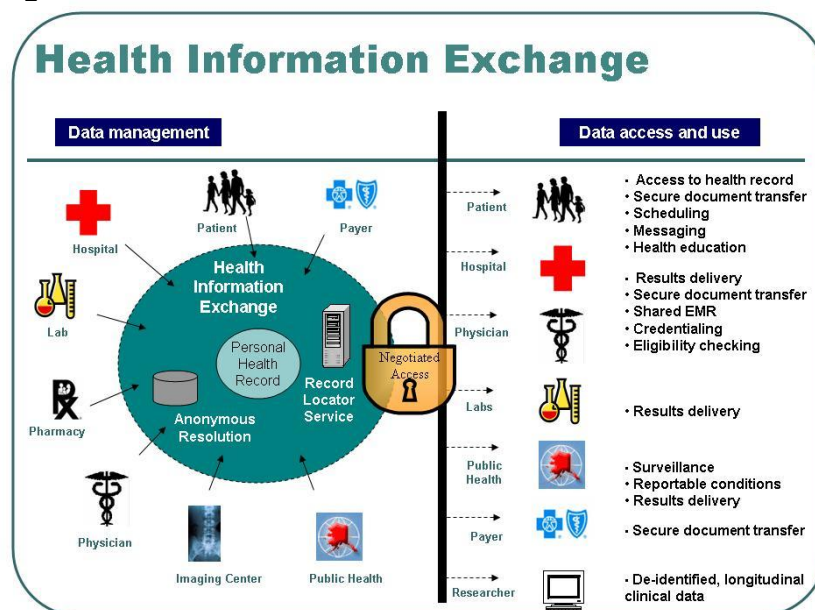 Health Information Exchange
Data management
Data access and use
Hospital
Patient
Payer
Lab
Pharmacy
Physician
Imaging Center
Public Health
Health
Information
Exchange
Personal
Health
Record
Record
Locator
Service
Anonymous
Resolution
Negotiated
Access
Patient
- Access to health record
• Secure document transfer
• Scheduling
• Messaging
• Health education
Hospital
Physician
- Results delivery
• Secure document transfer
• Shared EMR
• Credentialing
• Eligibility checking
Labs
• Results delivery
Public
Health
- Surveillance
• Reportable conditions
• Results delivery
Payer
- Secure document transfer
Researcher
- De-identified, longitudinal
clinical data